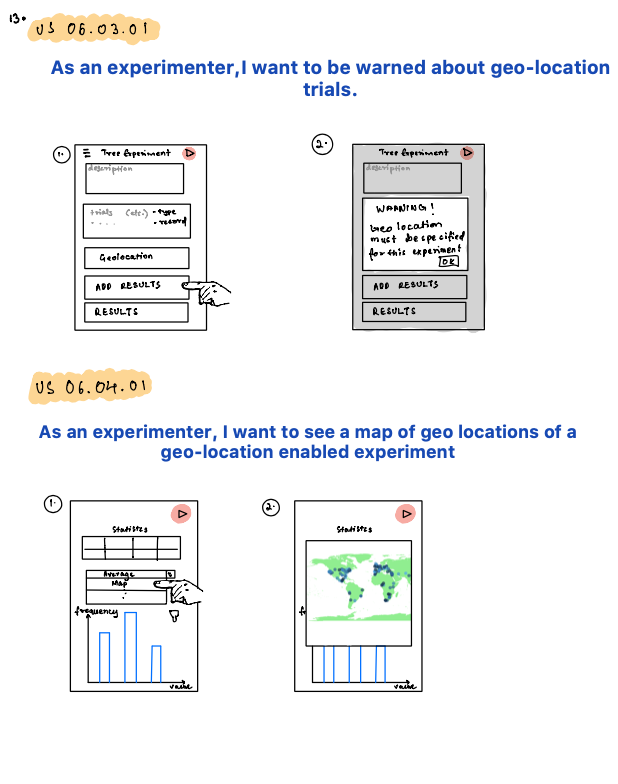 13.
US 06.03.01
As an experimenter,I want to be warned about geo-location
trials.
1.
Tree Experiment
description
trials (etc.) • type
• record
Geolocation
ADD RESULTS
RESULTS
2.
Tree Experiment
description
WARNING!
Geo location
must be specified
for this experiment
OK
ADD RESULTS
RESULTS
US 06.04.01
As an experimenter, I want to see a map of geo locations of a
geo-location enabled experiment
1.
Statistics
Average
Map
frequency
value
2.
Statistics
fr
value